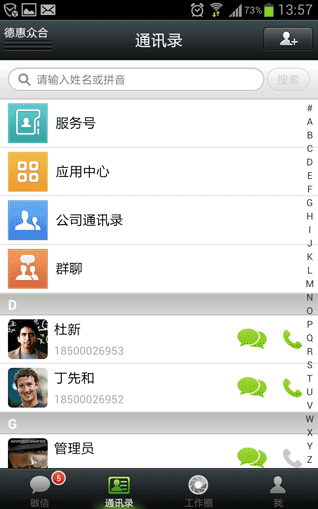 73% 13:57
德惠众合
通讯录
请输入姓名或拼音
搜索
服务号
应用中心
公司通讯录
群聊
D
杜新
18500026953
丁先和
18500026952
G
管理员
#
A
B
C
D
E
F
G
H
I
J
K
L
M
N
O
P
Q
R
S
T
U
V
W
X
Y
Z
5
敏信
通讯录
工作圈
我